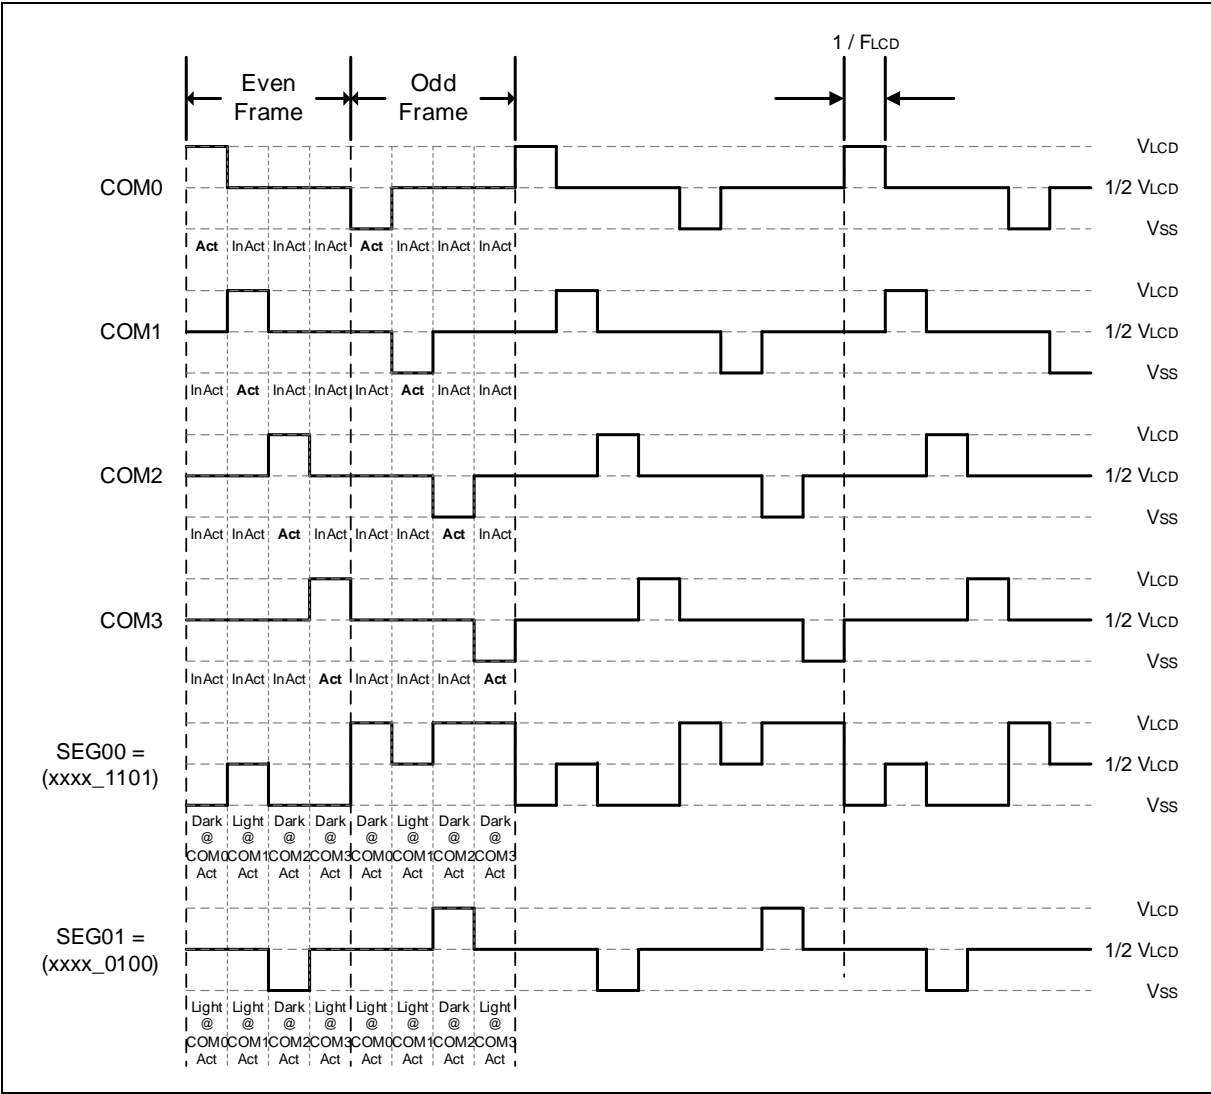 1 / FLCD
Even Frame
Odd Frame
VLCD
COM0
1/2 VLCD
VSS
Act InAct InAct InAct Act InAct InAct InAct
VLCD
COM1
1/2 VLCD
VSS
InAct Act InAct InAct InAct Act InAct InAct
VLCD
COM2
1/2 VLCD
VSS
InAct InAct Act InAct InAct InAct Act InAct
VLCD
COM3
1/2 VLCD
VSS
InAct InAct InAct Act InAct InAct InAct Act
VLCD
SEG00 =
(xxxx_1101)
1/2 VLCD
VSS
Dark Light Dark Dark Dark Light Dark Dark
@ @ @ @ @ @ @ @
COM0 COM1 COM2 COM3 COM0 COM1 COM2 COM3
Act Act Act Act Act Act Act Act
VLCD
SEG01 =
(xxxx_0100)
1/2 VLCD
VSS
Light Light Dark Light Light Light Dark Light
@ @ @ @ @ @ @ @
COM0 COM1 COM2 COM3 COM0 COM1 COM2 COM3
Act Act Act Act Act Act Act Act